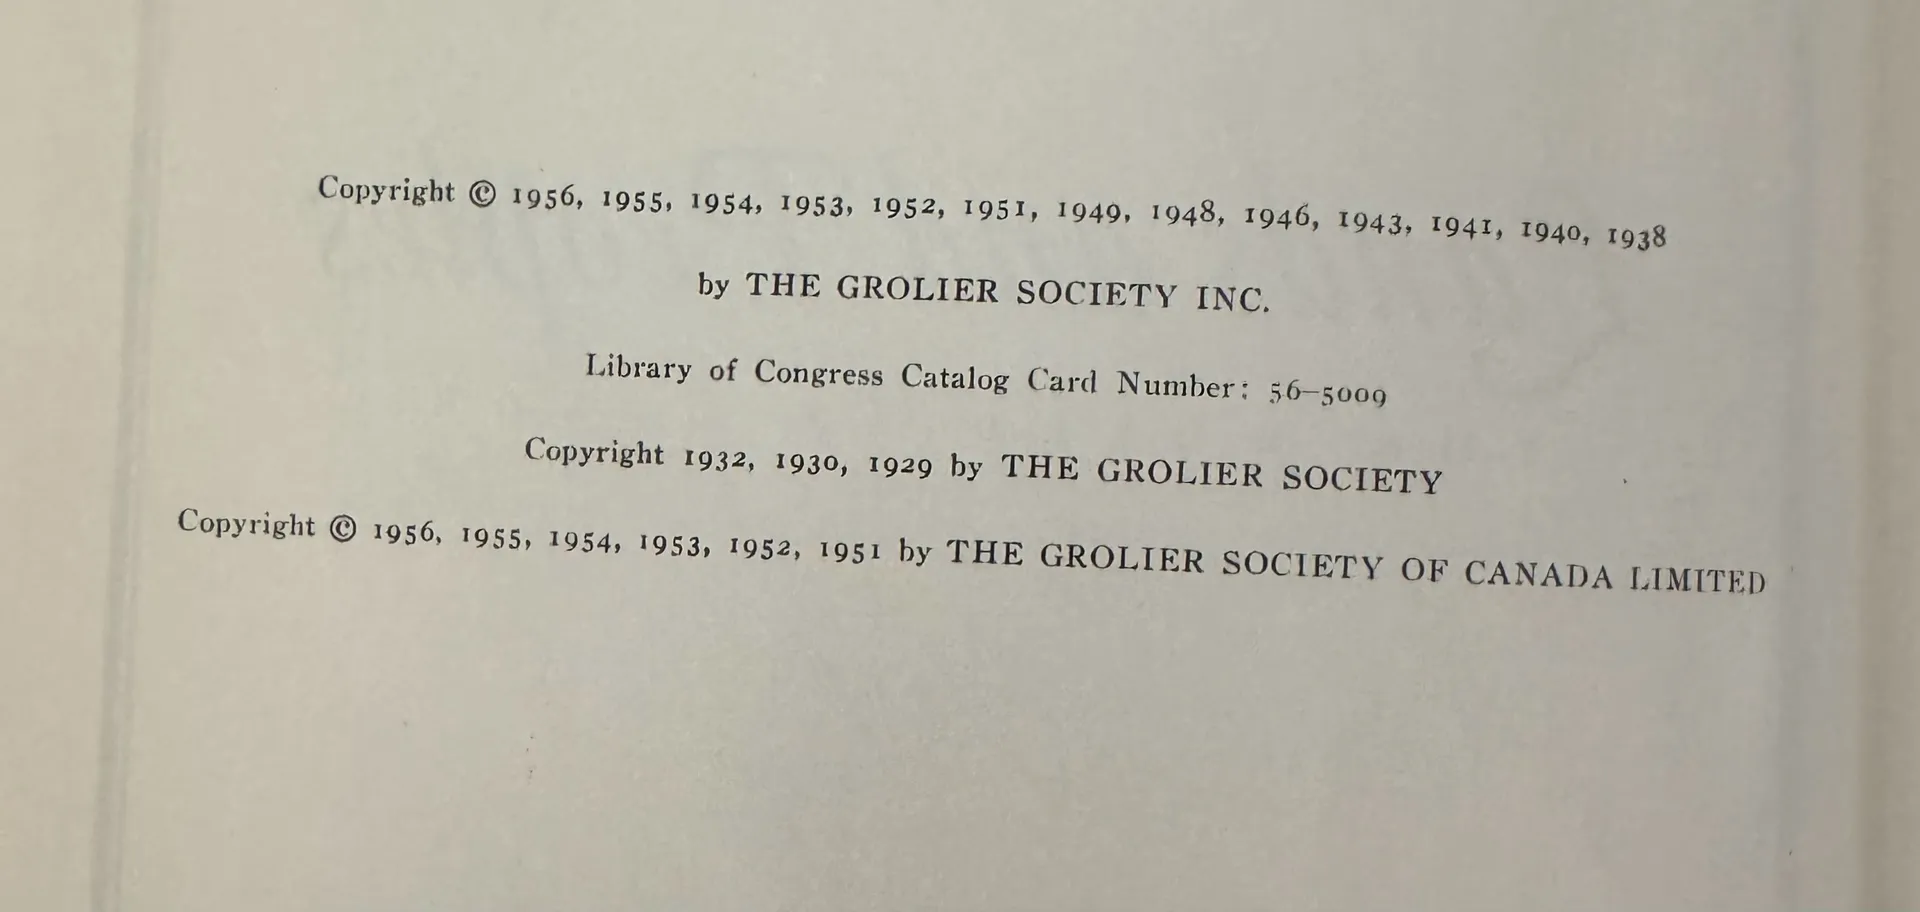 Copyright © 1956, 1955, 1954, 1953, 1952, 1951, 1949, 1948, 1946, 1943, 1941, 1940, 1938
by THE GROLIER SOCIETY INC.
Library of Congress Catalog Card Number: 56–5009
Copyright 1932, 1930, 1929 by THE GROLIER SOCIETY
Copyright © 1956, 1955, 1954, 1953, 1952, 1951 by THE GROLIER SOCIETY OF CANADA LIMITED